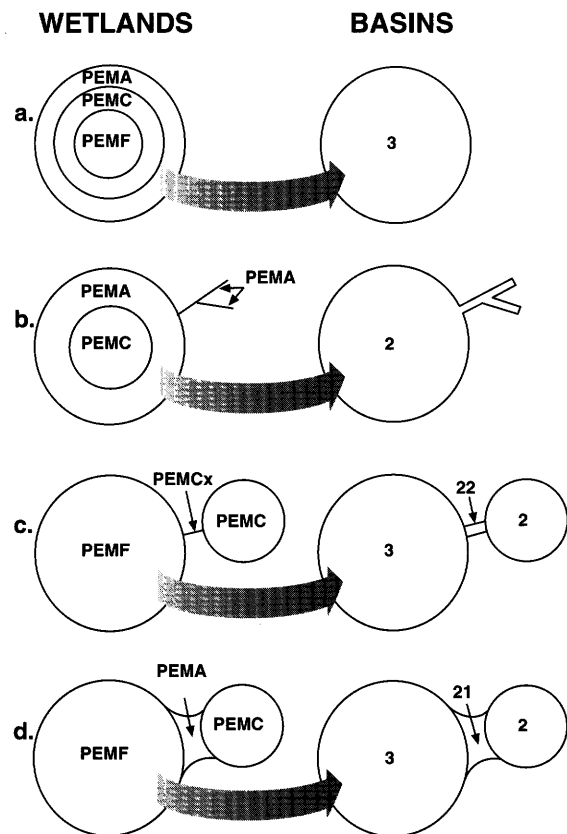 WETLANDS BASINS
a. PEMA
PEMC
PEMF 3
b. PEMA PEMA
PEMC 2
c. PEMCx 22
PEMF PEMC 3 2
d. PEMA 21
PEMF PEMC 3 2